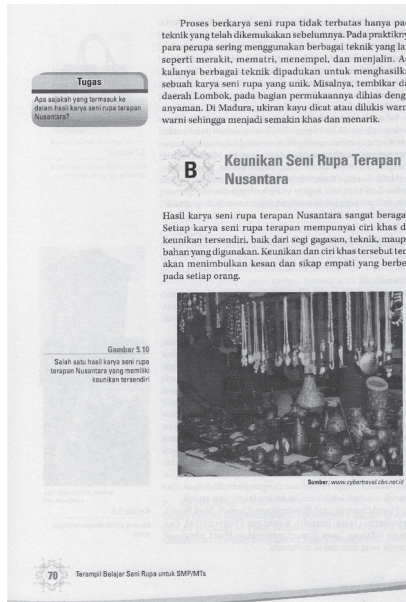 Proses berkarya seni rupa tidak terbatas hanya pa
teknik yang telah dikemukakan sebelumnya. Pada praktikny
para perupa sering menggunakan berbagai teknik yang la
seperti merakit, mematri, menempel, dan menjalin. A
kalanya berbagai teknik dipadukan untuk menghasilka
sebuah karya seni rupa yang unik. Misalnya, tembikar da
daerah Lombok, pada bagian permukaannya dihias deng
anyaman. Di Madura, ukiran kayu dicat atau dilukis warn
warni sehingga menjadi semakin khas dan menarik.
Tugas
Apa sajakah yang termasuk ke
dalam hasil karya seni rupa terapan
Nusantara?
B
Keunikan Seni Rupa Terapan
Nusantara
Hasil karya seni rupa terapan Nusantara sangat beraga
Setiap karya seni rupa terapan mempunyai ciri khas d
keunikan tersendiri, baik dari segi gagasan, teknik, maup
bahan yang digunakan. Keunikan dan ciri khas tersebut ter
akan menimbulkan kesan dan sikap empati yang berbe
pada setiap orang.
Gambar 5.10
Salah satu hasil karya seni rupa
terapan Nusantara yang memiliki
keunikan tersendiri
Sumber: www.cybertravel.cbn.net.id
70 Terampil Belajar Seni Rupa untuk SMP/MTs